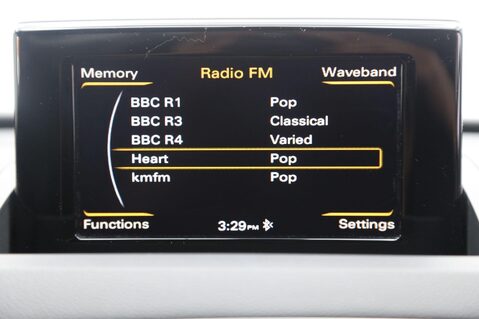 Memory Radio FM Waveband
BBC R1 Pop
BBC R3 Classical
BBC R4 Varied
Heart Pop
kmfm Pop
Functions 3:29PM Settings